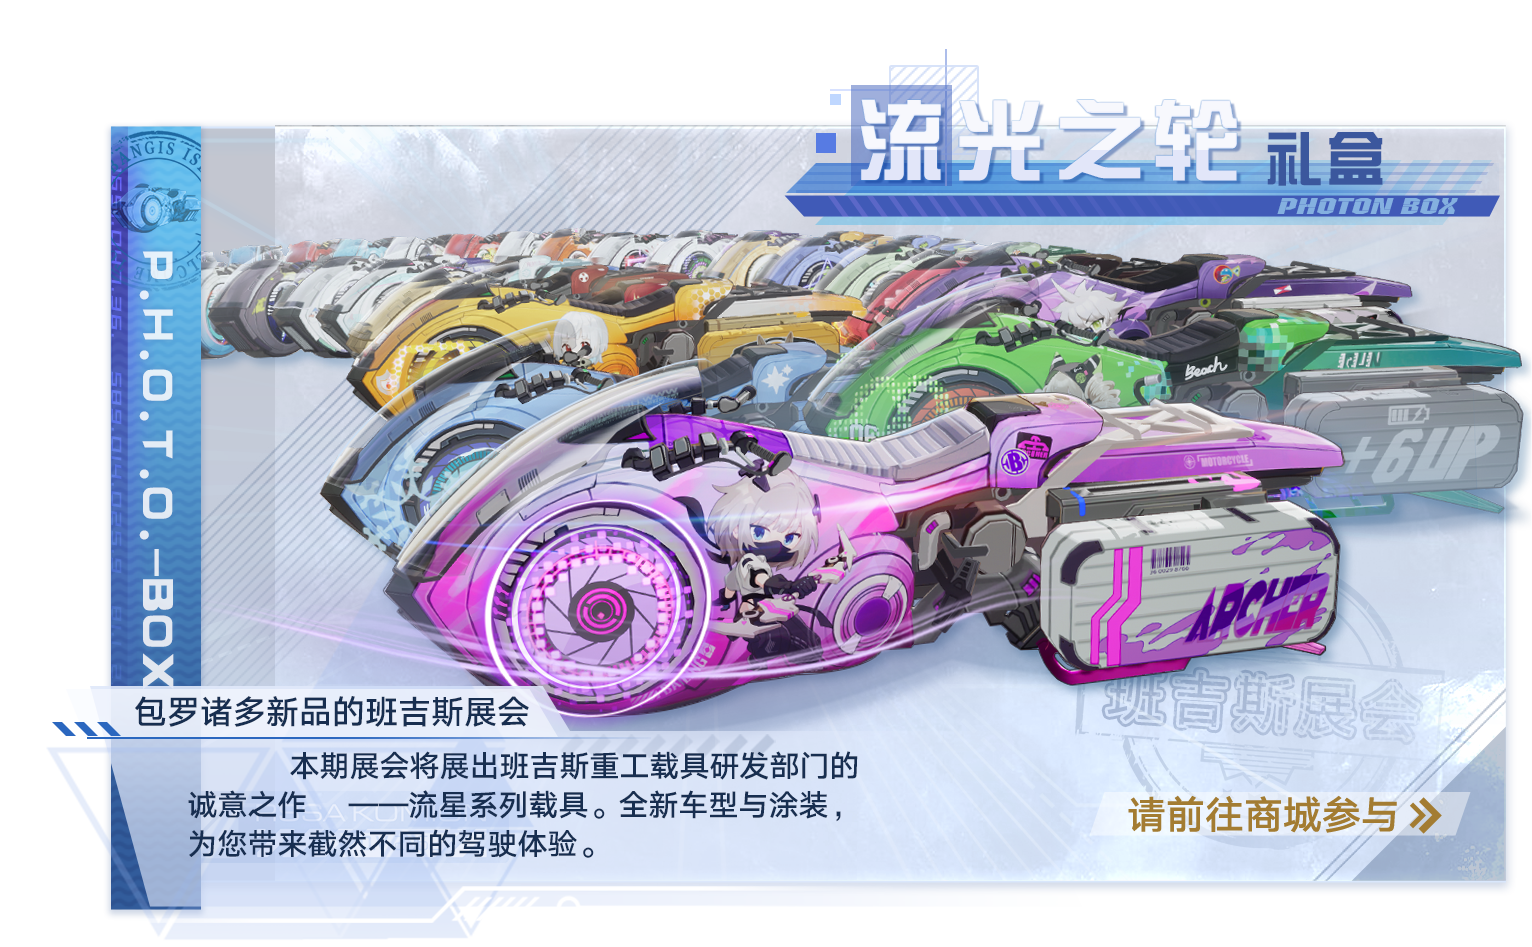 流光之轮 礼盒
PHOTON BOX
P.H.O.T.O.-BOX
Beach
+6UP
B
MOTORCYCLE
ARCHER
班吉斯展会
包罗诸多新品的班吉斯展会
本期展会将展出班吉斯重工载具研发部门的
诚意之作 ——流星系列载具。全新车型与涂装，
为您带来截然不同的驾驶体验。
请前往商城参与